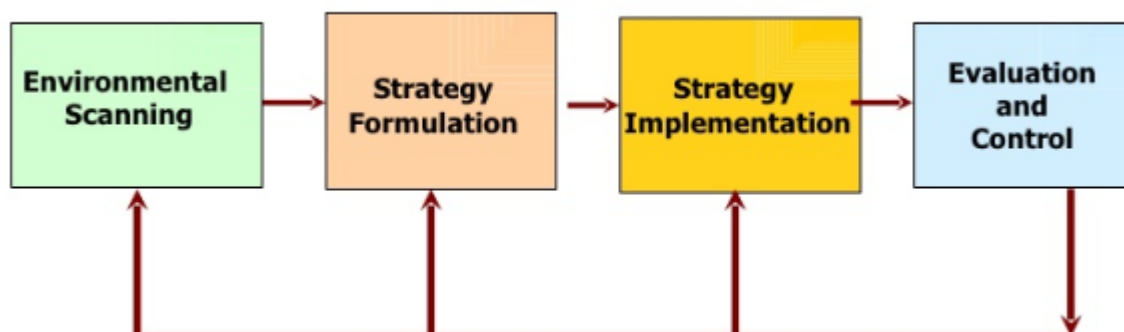 Environmental
Scanning
Strategy
Formulation
Strategy
Implementation
Evaluation
and
Control